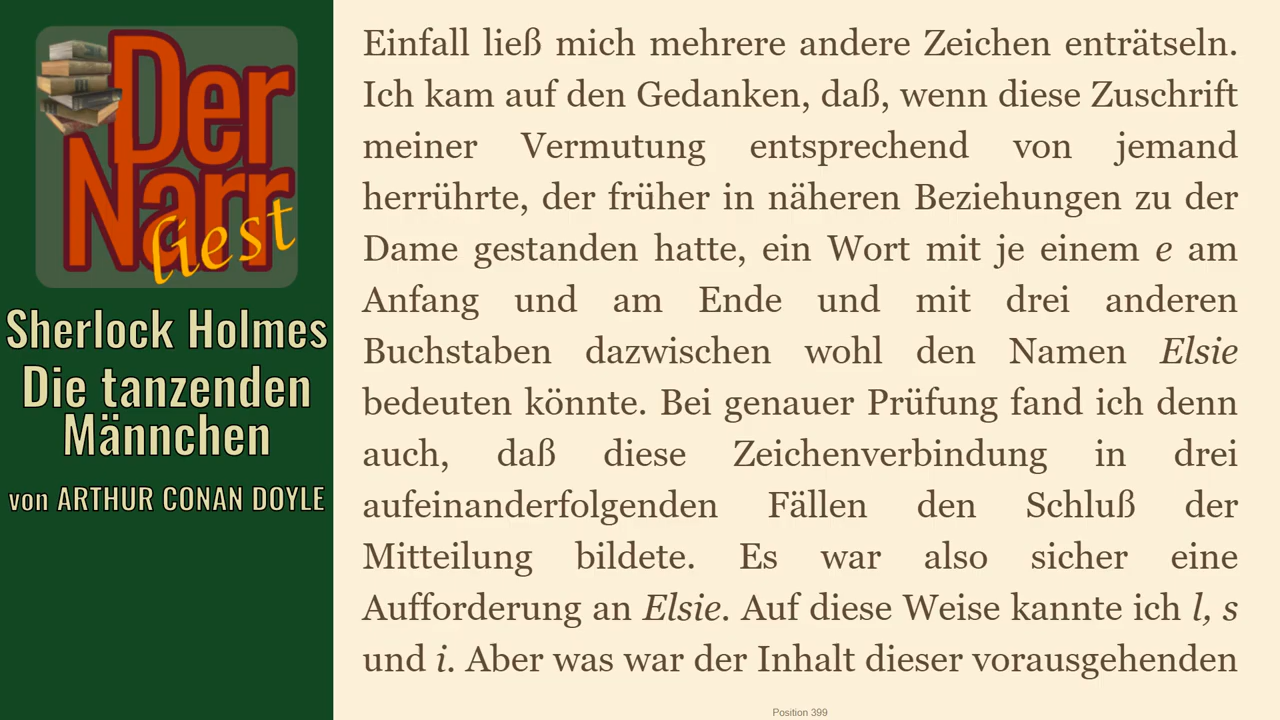 Der
Narr
liest
Sherlock Holmes
Die tanzenden
Männchen
von ARTHUR CONAN DOYLE
Einfall ließ mich mehrere andere Zeichen enträtseln.
Ich kam auf den Gedanken, daß, wenn diese Zuschrift
meiner Vermutung entsprechend von jemand
herrührte, der früher in näheren Beziehungen zu der
Dame gestanden hatte, ein Wort mit je einem e am
Anfang und am Ende und mit drei anderen
Buchstaben dazwischen wohl den Namen Elsie
bedeuten könnte. Bei genauer Prüfung fand ich denn
auch, daß diese Zeichenverbindung in drei
aufeinanderfolgenden Fällen den Schluß der
Mitteilung bildete. Es war also sicher eine
Aufforderung an Elsie. Auf diese Weise kannte ich l, s
und i. Aber was war der Inhalt dieser vorausgehenden
Position 399